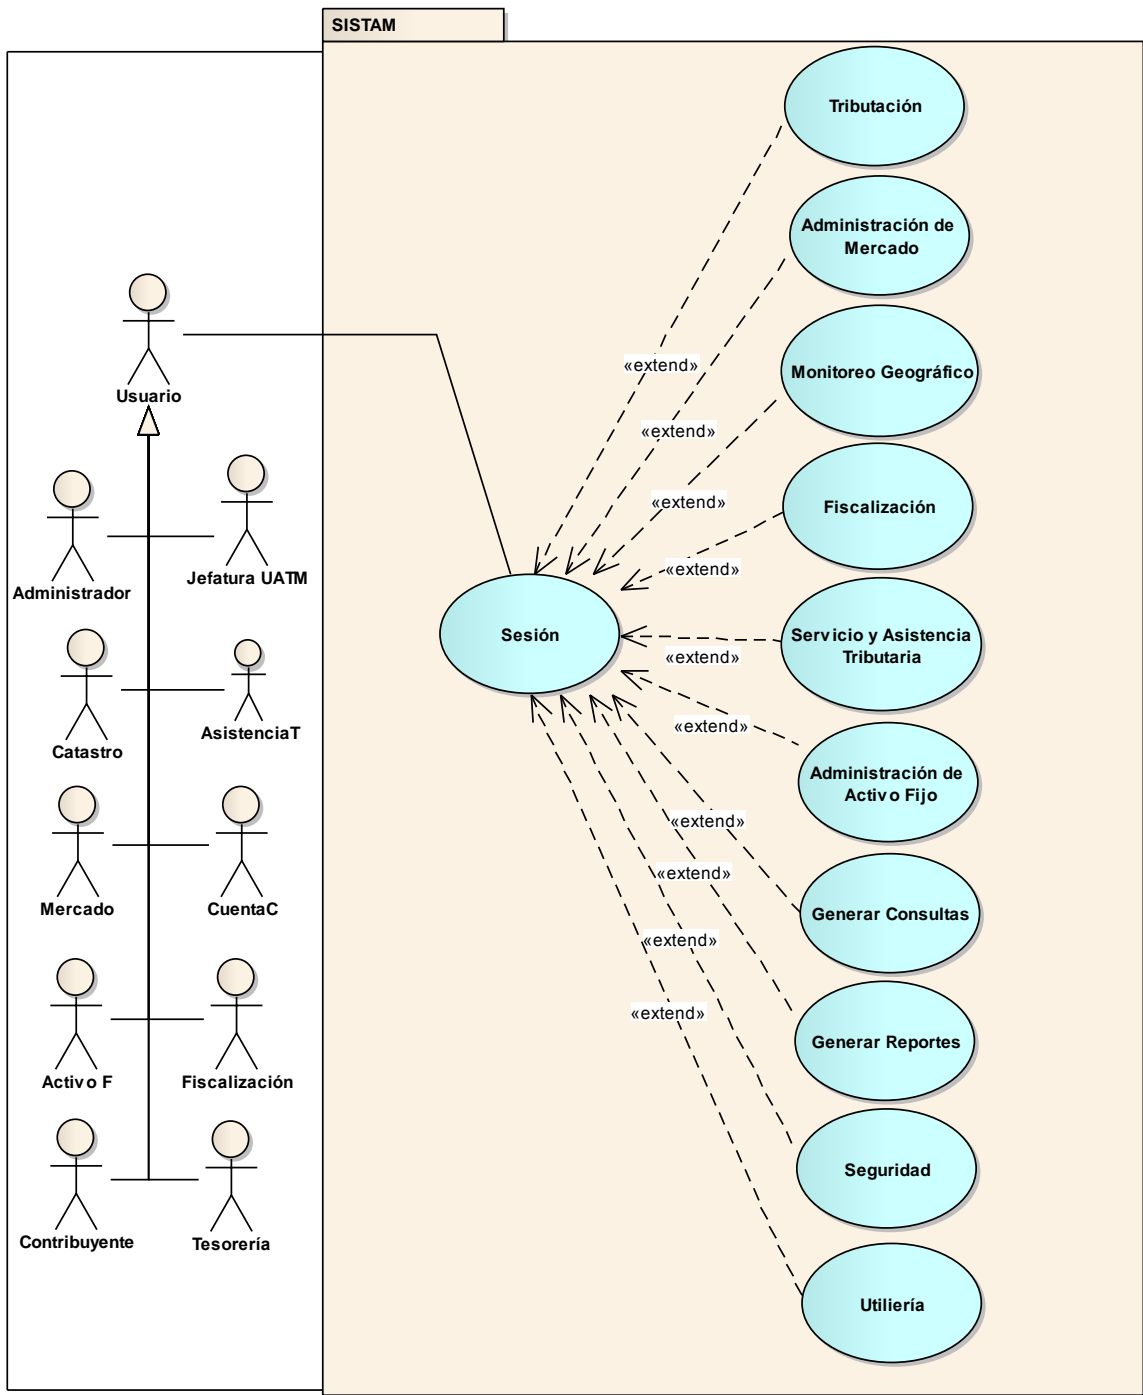 SISTAM
Tributación
Administración de
Mercado
Usuario
«extend»
Monitoreo Geográfico
«extend»
«extend»
Fiscalización
Administrador
Jefatura UATM
«extend»
Sesión
Servicio y Asistencia
Tributaria
«extend»
Catastro
AsistenciaT
«extend»
Administración de
Activo Fijo
«extend»
Mercado
CuentaC
«extend»
Generar Consultas
«extend»
«extend»
Generar Reportes
Activo F
Fiscalización
Seguridad
Contribuyente
Tesorería
Utiliería